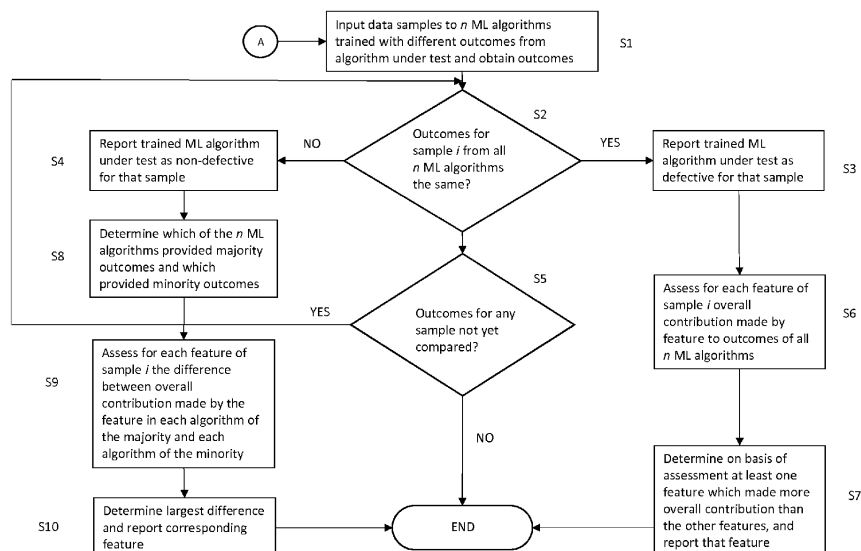 A
Input data samples to n ML algorithms
trained with different outcomes from
algorithm under test and obtain outcomes
S1
S2
Outcomes for
sample i from all
n ML algorithms
the same?
NO
YES
S4
Report trained ML algorithm
under test as non-defective
for that sample
Report trained ML
algorithm under test as
defective for that sample
S3
S8
Determine which of the n ML
algorithms provided majority
outcomes and which
provided minority outcomes
S5
Outcomes for any
sample not yet
compared?
YES
NO
Assess for each feature of
sample i overall
contribution made by
feature to outcomes of all
n ML algorithms
S6
S9
Assess for each feature of
sample i the difference
between overall
contribution made by the
feature in each algorithm of
the majority and each
algorithm of the minority
Determine on basis of
assessment at least one
feature which made more
overall contribution than
the other features, and
report that feature
S7
S10
Determine largest difference
and report corresponding
feature
END